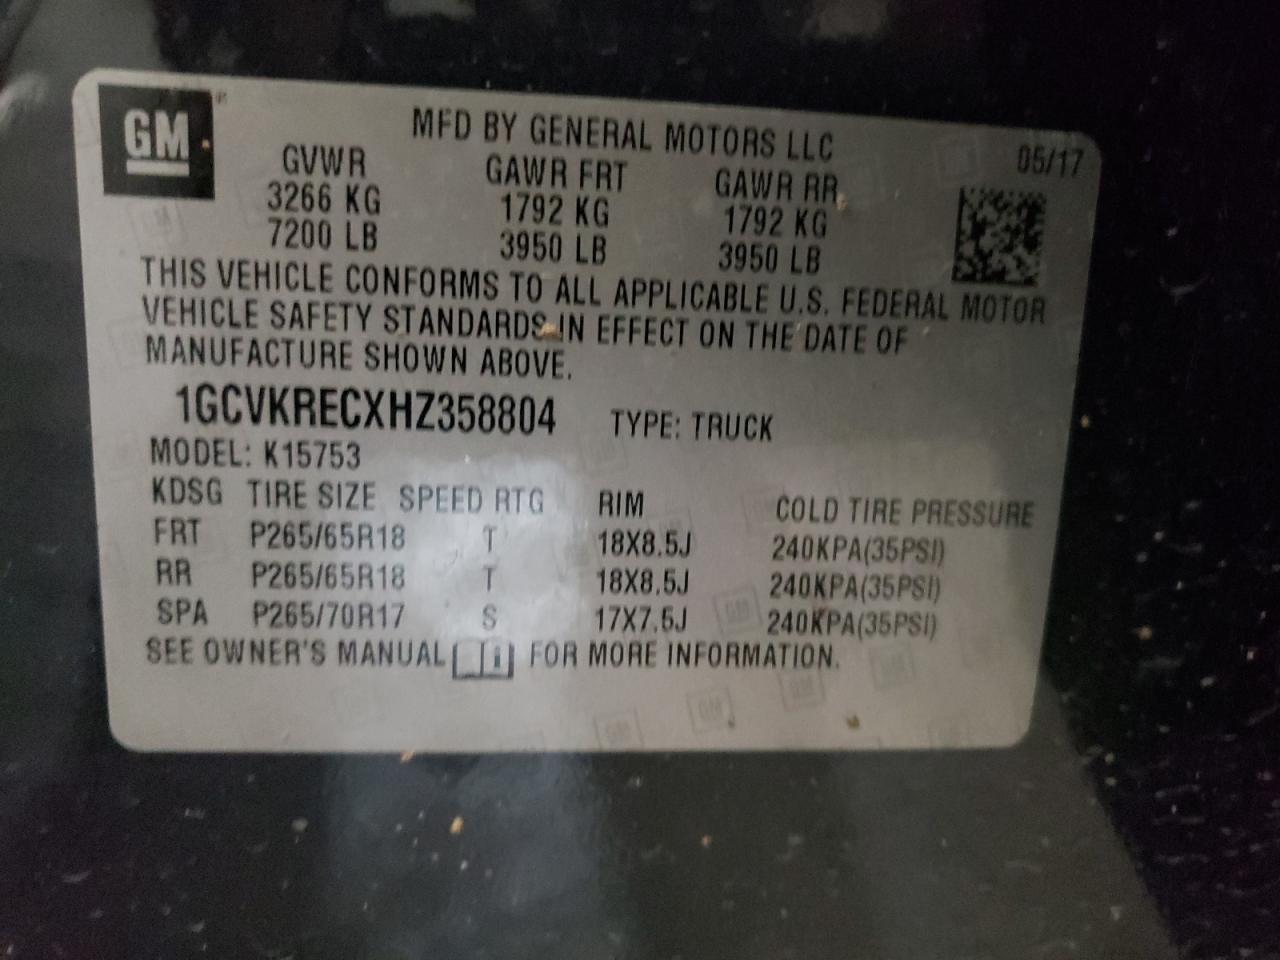 GM
MFD BY GENERAL MOTORS LLC
05/17
GVWR GAWR FRT GAWR RR
3266 KG 1792 KG 1792 KG
7200 LB 3950 LB 3950 LB
THIS VEHICLE CONFORMS TO ALL APPLICABLE U.S. FEDERAL MOTOR
VEHICLE SAFETY STANDARDS IN EFFECT ON THE DATE OF
MANUFACTURE SHOWN ABOVE.
1GCVKRECXHZ358804 TYPE: TRUCK
MODEL: K15753
KDSG TIRE SIZE SPEED RTG RIM COLD TIRE PRESSURE
FRT P265/65R18 T 18X8.5J 240KPA(35PSI)
RR P265/65R18 T 18X8.5J 240KPA(35PSI)
SPA P265/70R17 S 17X7.5J 240KPA(35PSI)
SEE OWNER'S MANUAL i FOR MORE INFORMATION.